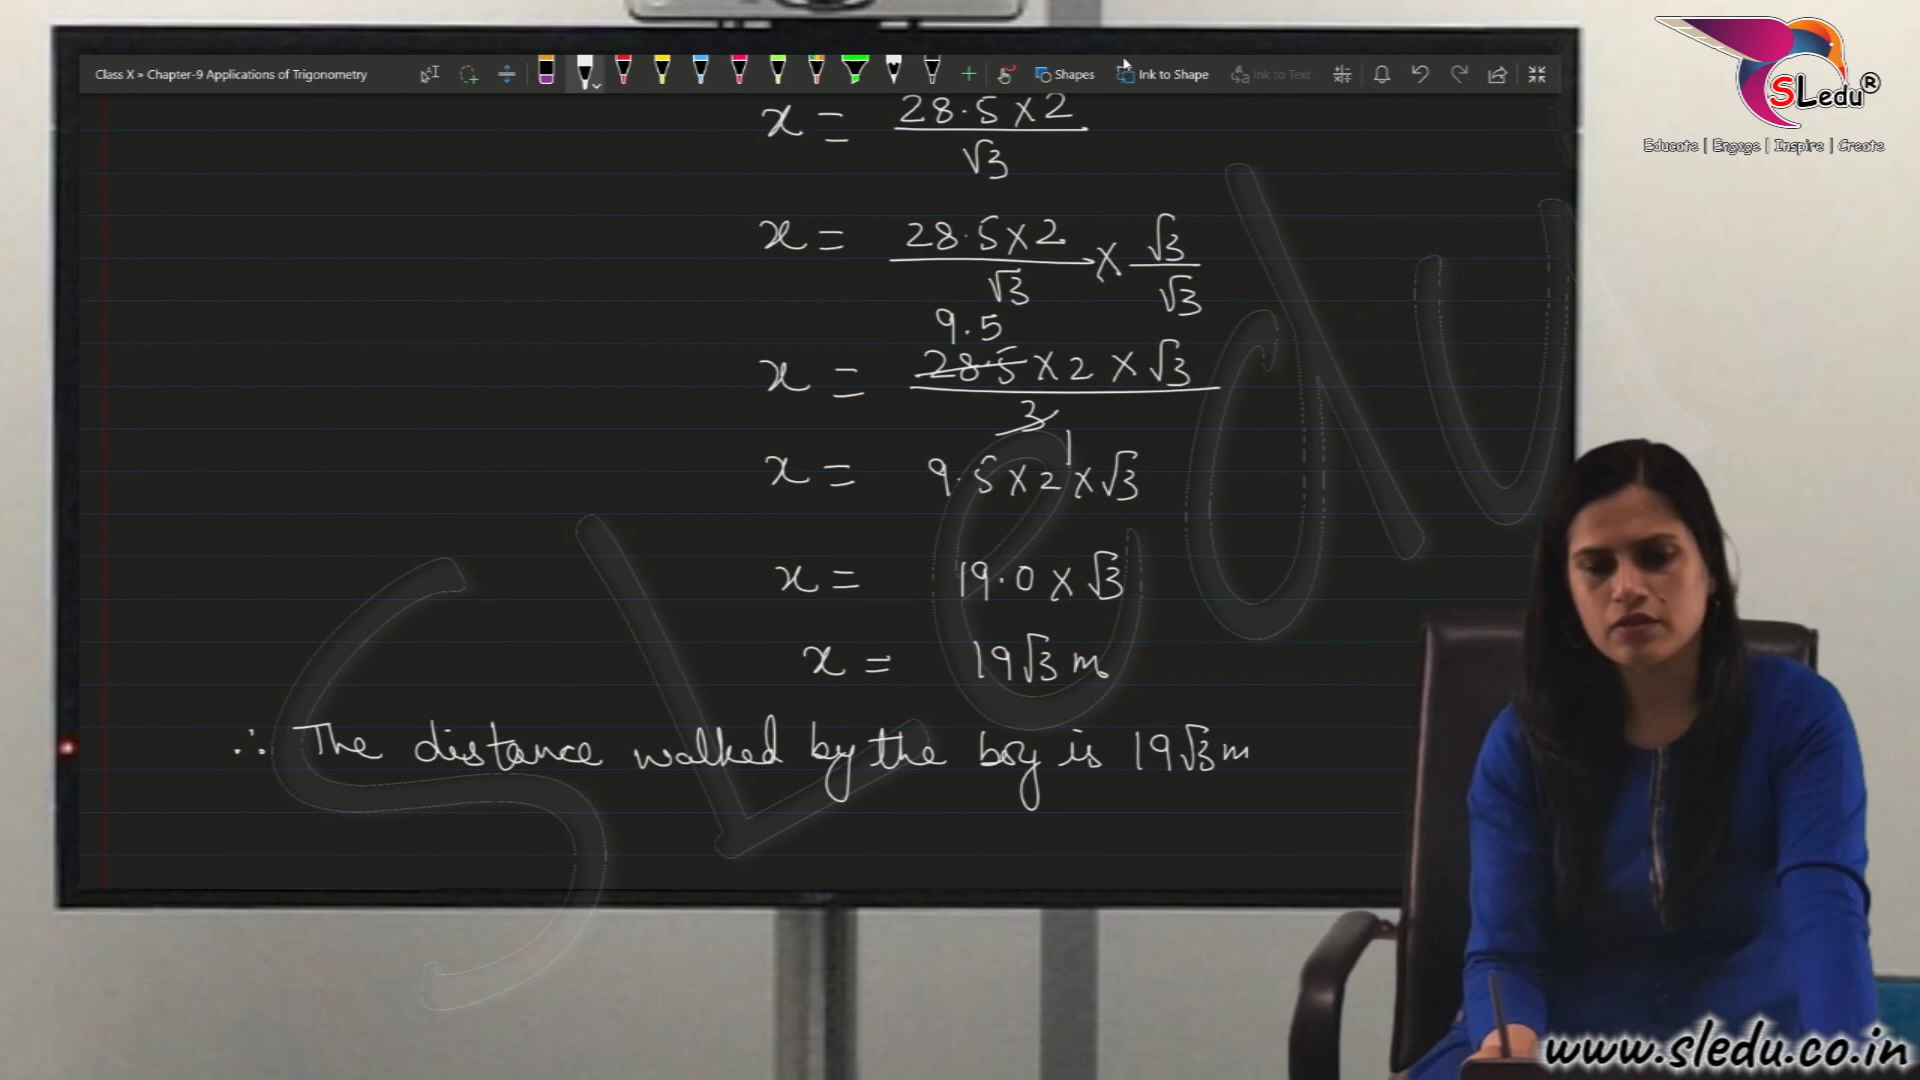 Class X » Chapter-9 Applications of Trigonometry
Shapes
Ink to Shape
Ink to Text
SLedu®
Educate | Engage | Inspire | Create
x = 28.5 × 2 / √3
x = 28.5 × 2 / √3 × √3 / √3
9.5
x = 28.5 × 2 × √3 / 3
1
x = 9.5 × 2 × √3
x = 19.0 × √3
x = 19√3 m
∴ The distance walked by the boy is 19√3 m
SLedu
www.sledu.co.in